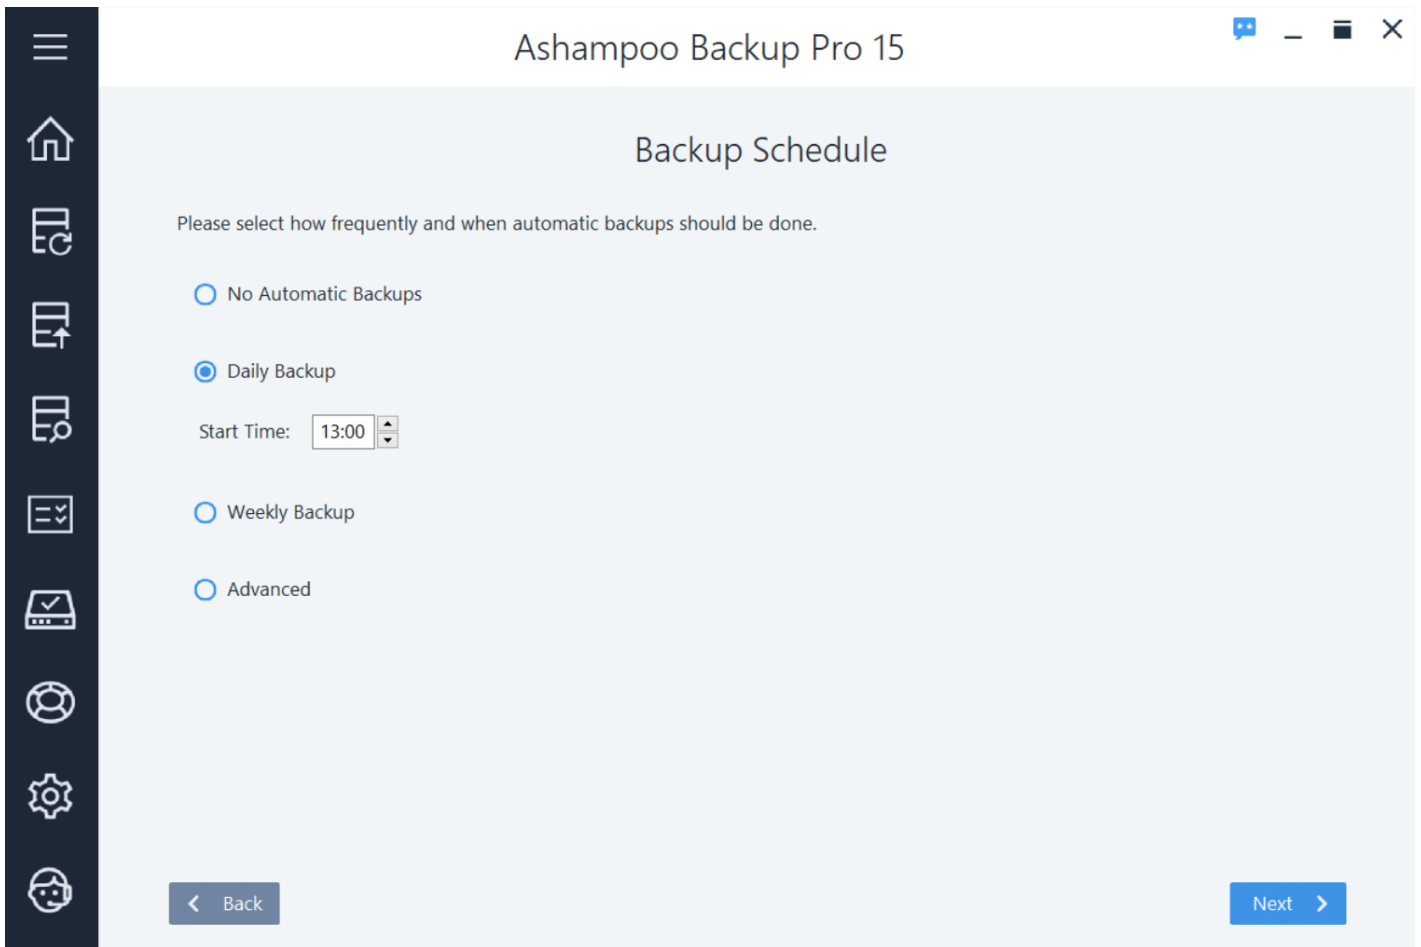 Ashampoo Backup Pro 15
Backup Schedule
Please select how frequently and when automatic backups should be done.
No Automatic Backups
Daily Backup
Start Time: 13:00
Weekly Backup
Advanced
Back
Next